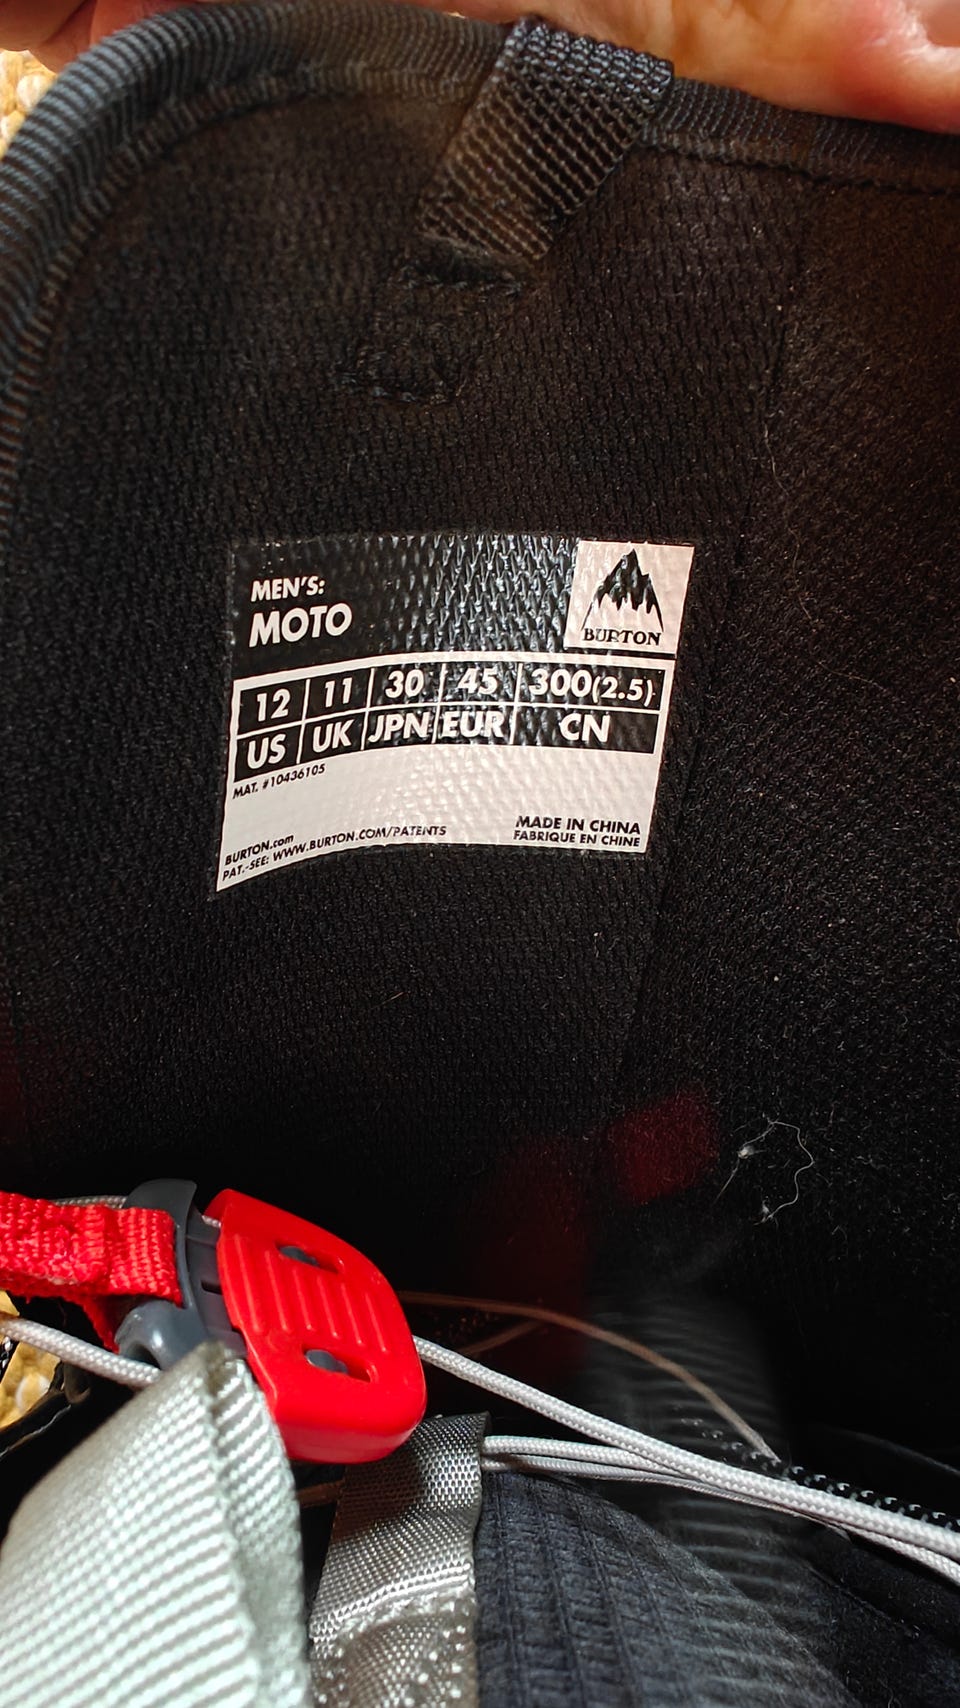 MEN'S:
MOTO
BURTON
12 11 30 45 300(2.5)
US UK JPN EUR CN
MAT. #10436105
BURTON.com
PAT.-SEE: WWW.BURTON.COM/PATENTS
MADE IN CHINA
FABRIQUE EN CHINE